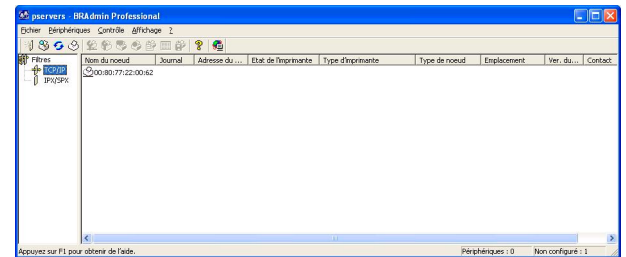 pservers - BRAdmin Professional
Fichier Périphériques Contrôle Affichage ?
Filtres
TCP/IP
IPX/SPX
Nom du noeud Journal Adresse du ... Etat de l'imprimante Type d'imprimante Type de noeud Emplacement Ver. du... Contact
00:80:77:22:00:62
Appuyez sur F1 pour obtenir de l'aide. Périphériques : 0 Non configuré : 1